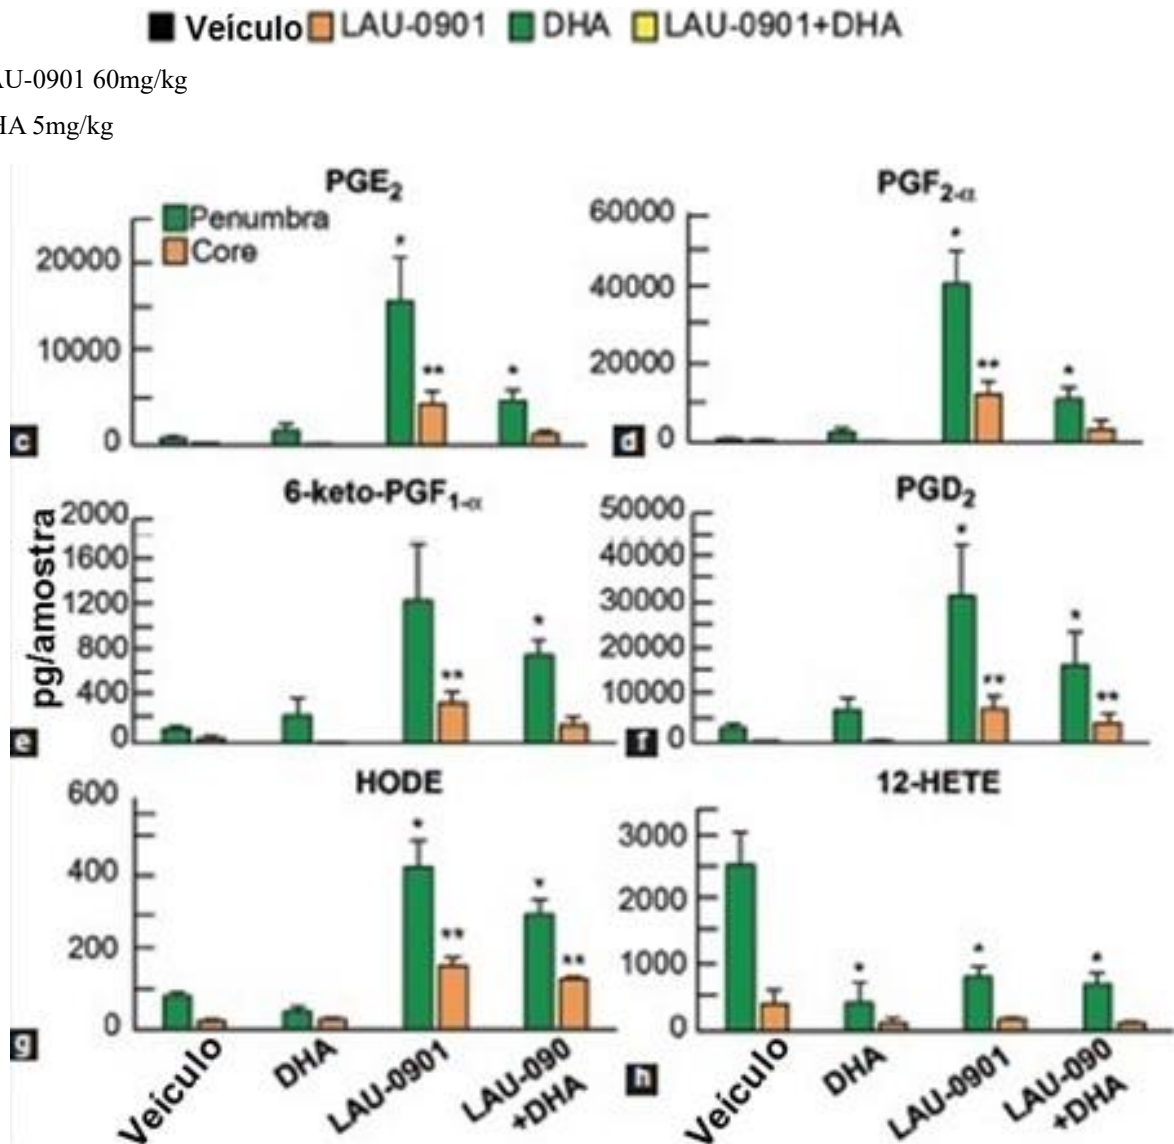 Veículo LAU-0901 DHA LAU-0901+DHA
AU-0901 60mg/kg
HA 5mg/kg
PGE2
Penumbra
Core
20000
10000
0
*
**
*
c
PGF2-α
60000
40000
20000
0
*
**
*
d
pg/amostra
6-keto-PGF1-α
2000
1600
1200
800
400
0
**
*
e
PGD2
50000
40000
30000
20000
10000
0
*
**
*
**
f
HODE
600
400
200
0
*
**
*
**
g
Veículo
DHA
LAU-0901
LAU-090
+DHA
12-HETE
3000
2000
1000
0
*
*
*
h
Veículo
DHA
LAU-0901
LAU-090
+DHA